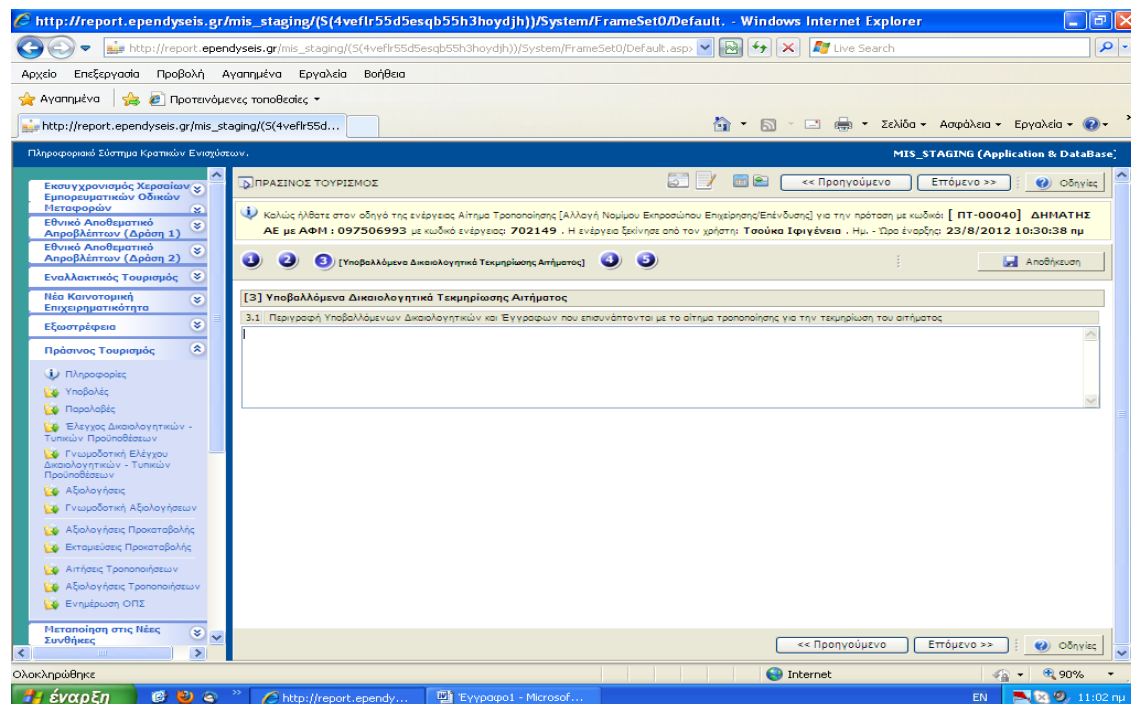 http://report.ependyseis.gr/mis_staging/(S(4veflr55d5esqb55h3hoydjh))/System/FrameSet0/Default. - Windows Internet Explorer
http://report.ependyseis.gr/mis_staging/(S(4veflr55d5esqb55h3hoydjh))/System/FrameSet0/Default.asp
Live Search
Αρχείο Επεξεργασία Προβολή Αγαπημένα Εργαλεία Βοήθεια
Αγαπημένα Προτεινόμενες τοποθεσίες
http://report.ependyseis.gr/mis_staging/(S(4veflr55d...
Σελίδα Ασφάλεια Εργαλεία
Πληροφοριακό Σύστημα Κρατικών Ενισχύσεων.
MIS_STAGING (Application & DataBase)
Εκσυγχρονισμός Χερσαίων
Εμπορευματικών Οδικών
Μεταφορών
Εθνικό Αποθεματικό
Απροβλέπτων (Δράση 1)
Εθνικό Αποθεματικό
Απροβλέπτων (Δράση 2)
Εναλλακτικός Τουρισμός
Νέα Καινοτομική
Επιχειρηματικότητα
Εξωστρέφεια
Πράσινος Τουρισμός
Πληροφορίες
Υποβολές
Παραλαβές
Έλεγχος Δικαιολογητικών -
Τυπικών Προϋποθέσεων
Γνωμοδοτική Ελέγχου
Δικαιολογητικών - Τυπικών
Προϋποθέσεων
Αξιολογήσεις
Γνωμοδοτική Αξιολογήσεων
Αξιολογήσεις Προκαταβολής
Εκταμιεύσεις Προκαταβολής
Αιτήσεις Τροποποιήσεων
Αξιολογήσεις Τροποποιήσεων
Ενημέρωση ΟΠΣ
Μεταποίηση στις Νέες
Συνθήκες
ΠΡΑΣΙΝΟΣ ΤΟΥΡΙΣΜΟΣ
<< Προηγούμενο Επόμενο >> Οδηγίες
Καλώς ήλθατε στον οδηγό της ενέργειας Αίτημα Τροποποίησης [Αλλαγή Νομίμου Εκπροσώπου Επιχείρησης/Επένδυσης] για την πρόταση με κωδικό: [ ΠΤ-00040] ΔΗΜΑΤΗΣ
ΑΕ με ΑΦΜ : 097506993 με κωδικό ενέργειας: 702149 . Η ενέργεια ξεκίνησε από τον χρήστη: Τσούκα Ιφιγένεια . Ημ. - Ώρα έναρξης: 23/8/2012 10:30:38 πμ
1 2 3 [Υποβαλλόμενα Δικαιολογητικά Τεκμηρίωσης Αιτήματος] 4 5
Αποθήκευση
[3] Υποβαλλόμενα Δικαιολογητικά Τεκμηρίωσης Αιτήματος
3.1 Περιγραφή Υποβαλλόμενων Δικαιολογητικών και Έγγραφων που επισυνάπτονται με το αίτημα τροποποίησης για την τεκμηρίωση του αιτήματος
<< Προηγούμενο Επόμενο >> Οδηγίες
Ολοκληρώθηκε
Internet
90%
έναρξη
http://report.ependy...
Έγγραφο1 - Microsof...
EN
11:02 πμ